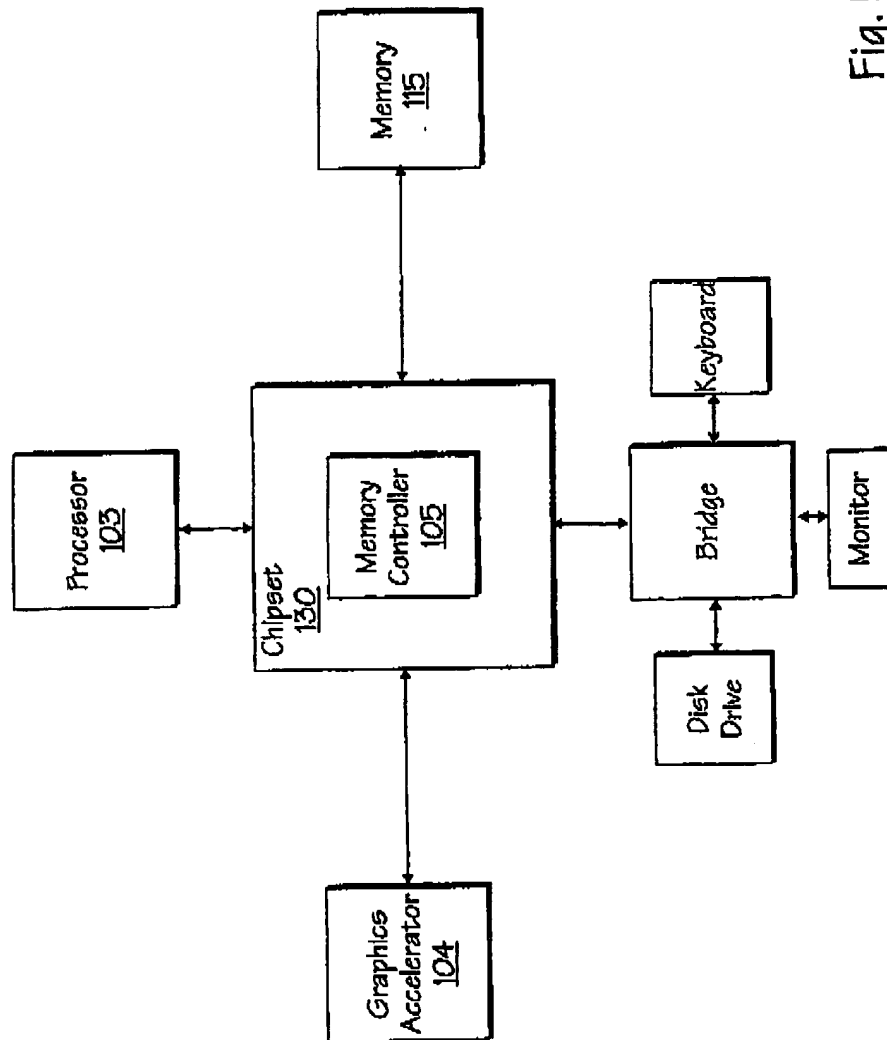 Processor
103
Graphics
Accelerator
104
Chipset
130
Memory
Controller
105
Memory
115
Disk
Drive
Bridge
Keyboard
Monitor
Fig.